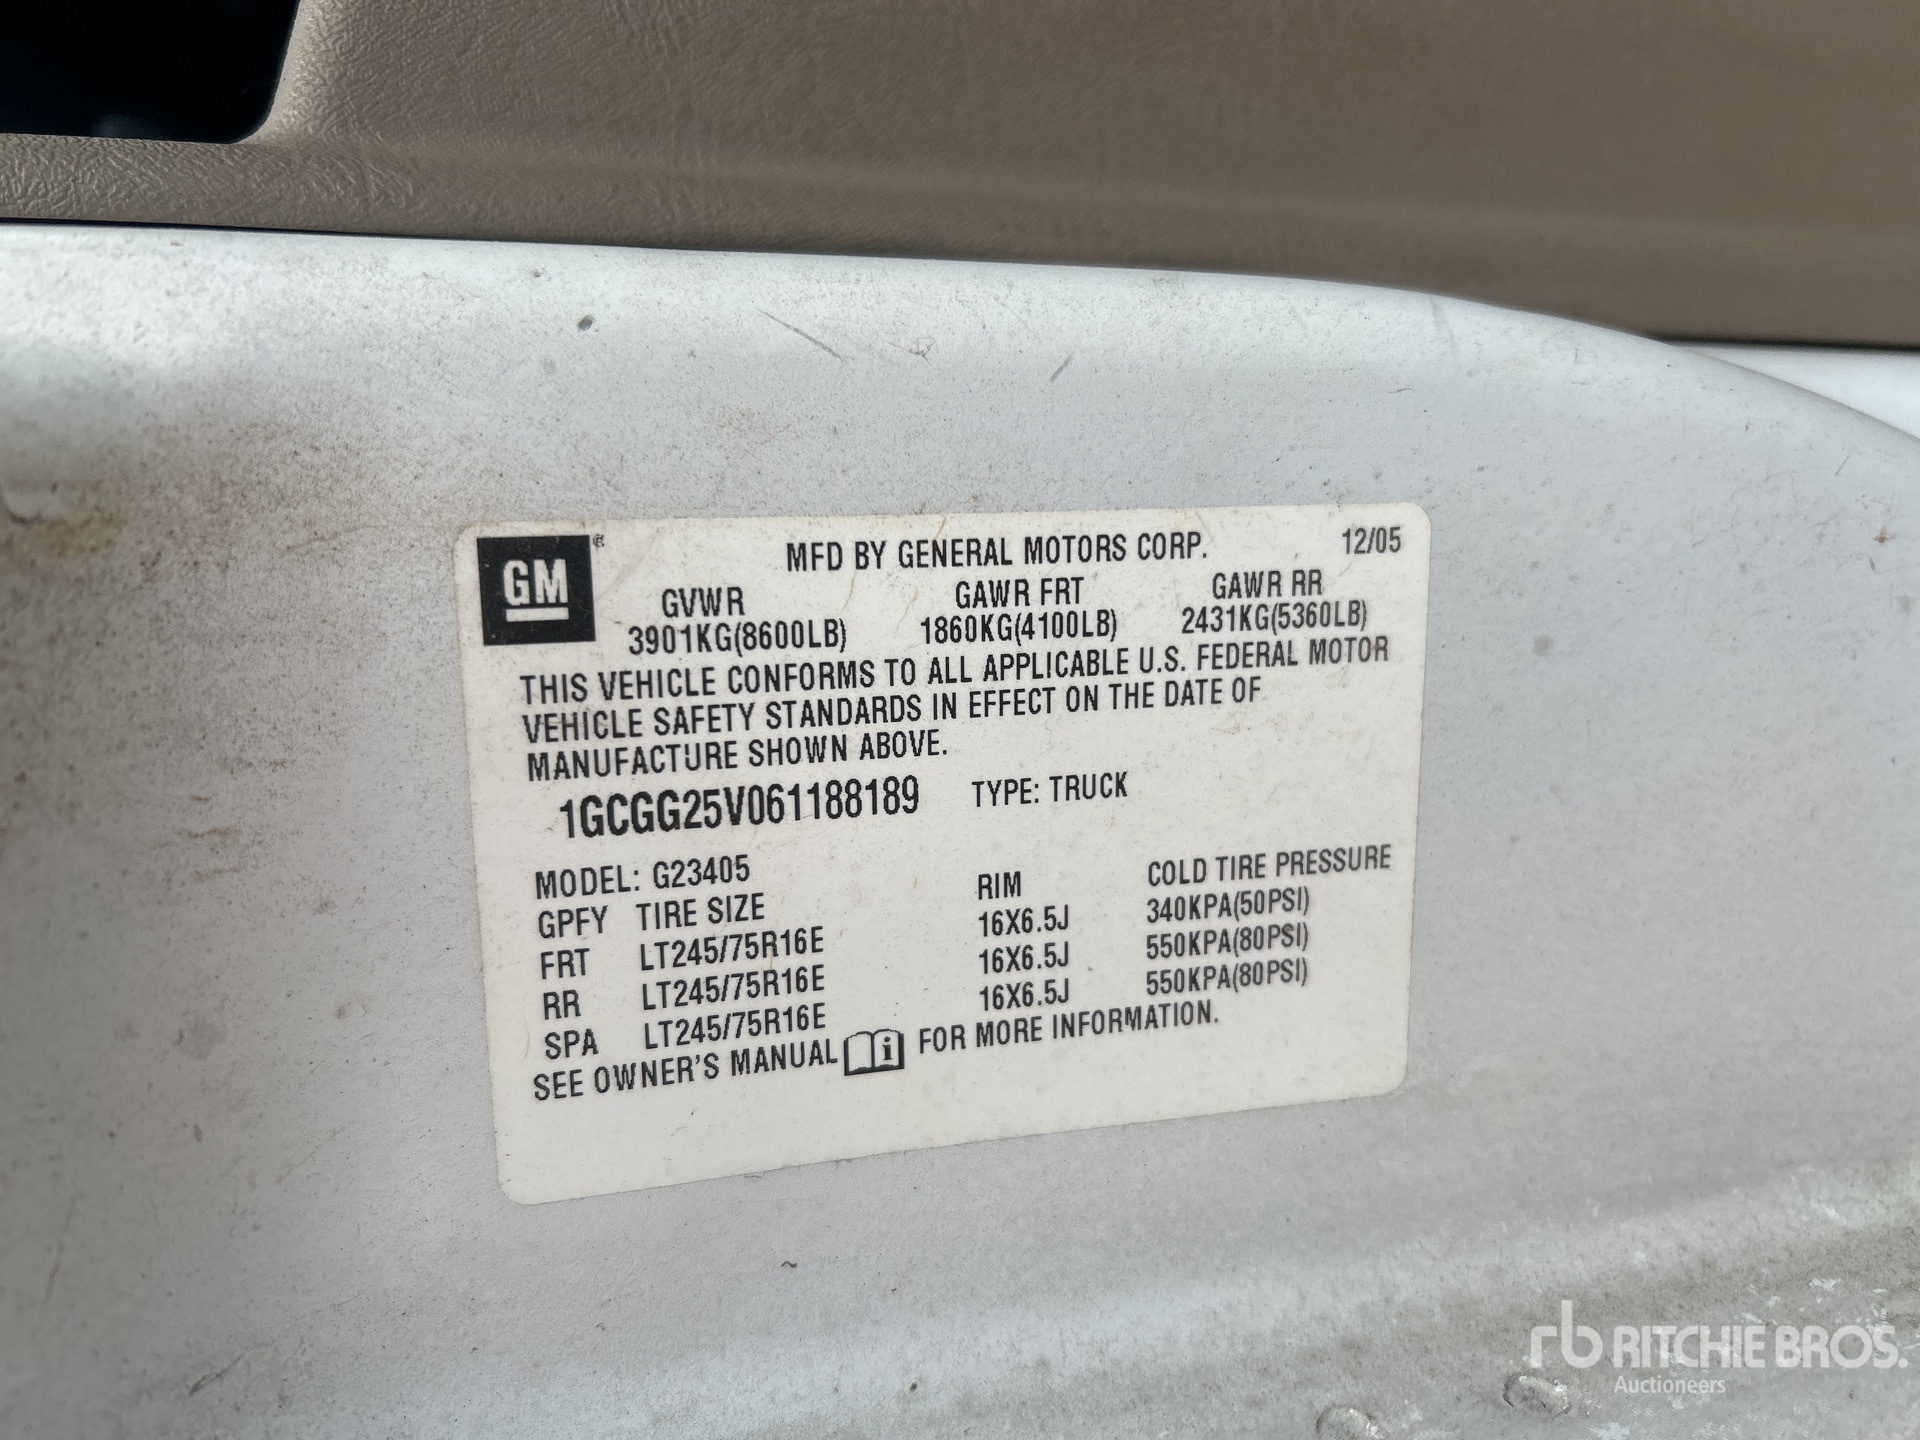 GM
MFD BY GENERAL MOTORS CORP. 12/05
GVWR GAWR FRT GAWR RR
3901KG(8600LB) 1860KG(4100LB) 2431KG(5360LB)
THIS VEHICLE CONFORMS TO ALL APPLICABLE U.S. FEDERAL MOTOR
VEHICLE SAFETY STANDARDS IN EFFECT ON THE DATE OF
MANUFACTURE SHOWN ABOVE.
1GCGG25V061188189 TYPE: TRUCK
MODEL: G23405
GPFY TIRE SIZE RIM COLD TIRE PRESSURE
FRT LT245/75R16E 16X6.5J 340KPA(50PSI)
RR LT245/75R16E 16X6.5J 550KPA(80PSI)
SPA LT245/75R16E 16X6.5J 550KPA(80PSI)
SEE OWNER'S MANUAL i FOR MORE INFORMATION.
rb RITCHIE BROS.
Auctioneers